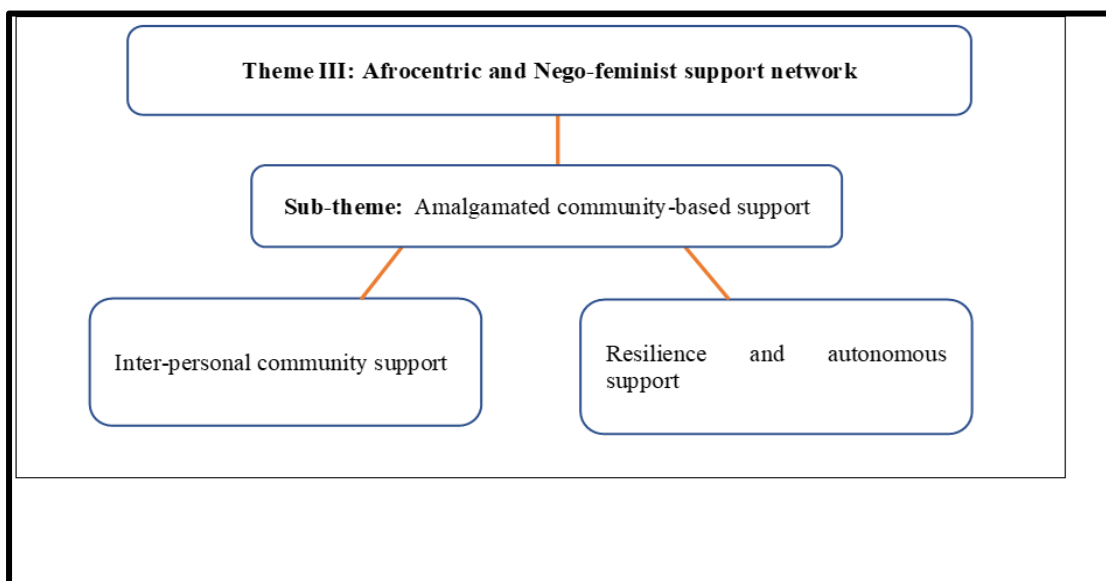 Theme III: Afrocentric and Nego-feminist support network
Sub-theme: Amalgamated community-based support
Inter-personal community support
Resilience and autonomous
support